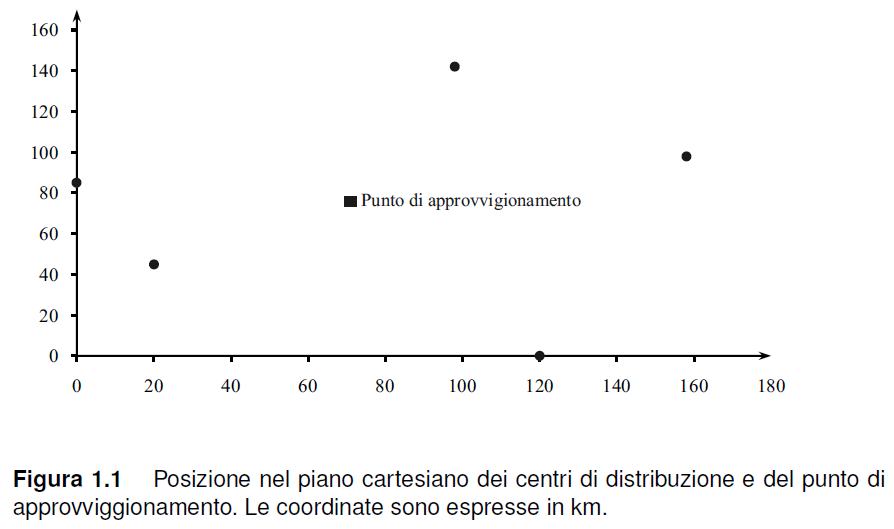 160
140
120
100
80
Punto di approvvigionamento
60
40
20
0
0 20 40 60 80 100 120 140 160 180
Figura 1.1 Posizione nel piano cartesiano dei centri di distribuzione e del punto di
approvviggionamento. Le coordinate sono espresse in km.